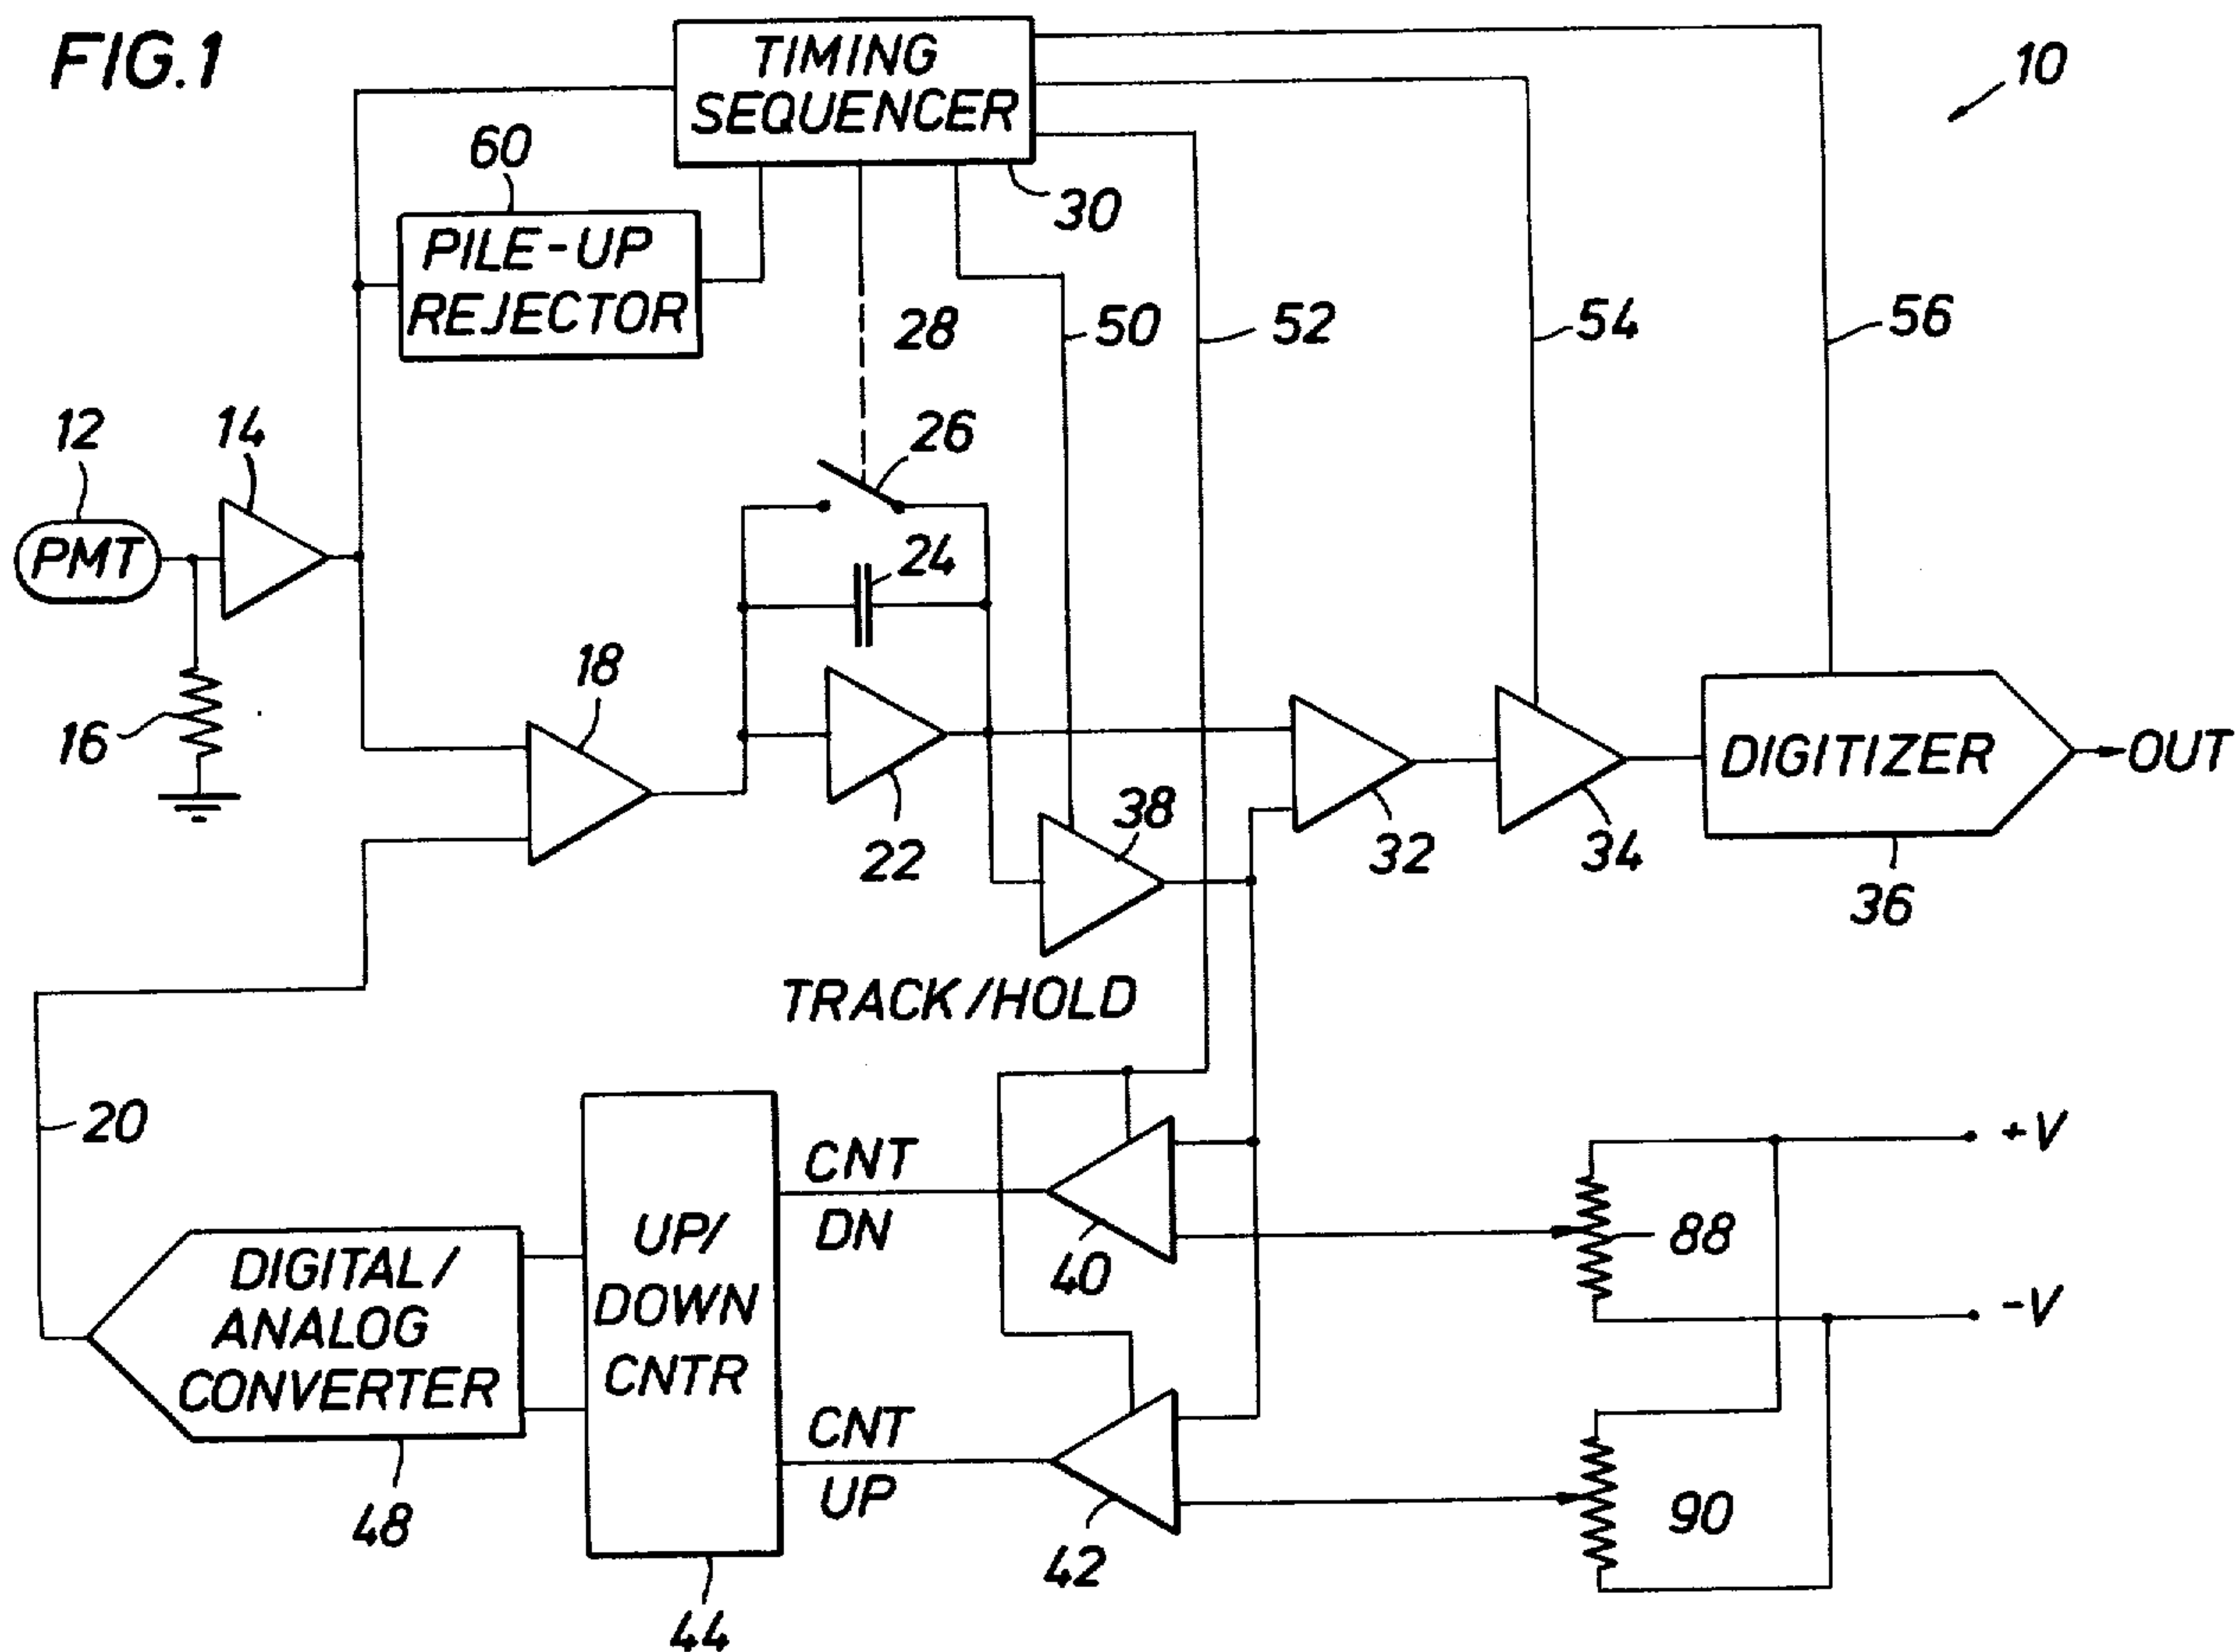 FIG.1
TIMING
SEQUENCER
10
60
30
PILE-UP
REJECTOR
28
50
52
54
56
12
14
26
PMT
24
16
18
22
38
32
34
DIGITIZER
OUT
36
TRACK/HOLD
20
CNT
DN
40
+V
88
-V
UP/
DOWN
CNTR
DIGITAL/
ANALOG
CONVERTER
CNT
UP
42
90
48
44